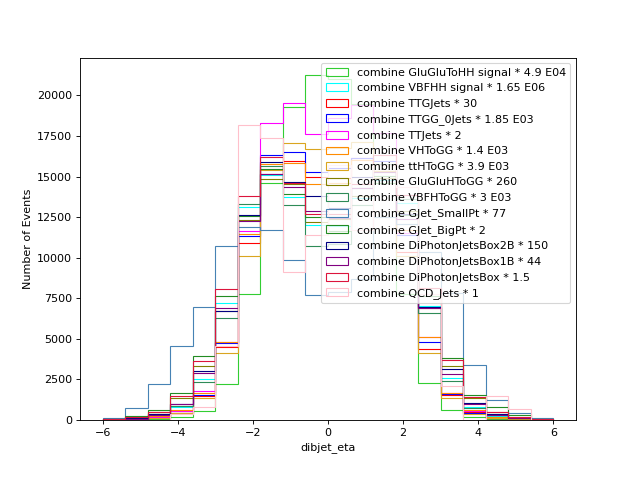 combine GluGluToHH signal * 4.9 E04
combine VBFHH signal * 1.65 E06
combine TTGJets * 30
combine TTGG_0Jets * 1.85 E03
combine TTJets * 2
combine VHToGG * 1.4 E03
combine ttHToGG * 3.9 E03
combine GluGluHToGG * 260
combine VBFHToGG * 3 E03
combine GJet_SmallPt * 77
combine GJet_BigPt * 2
combine DiPhotonJetsBox2B * 150
combine DiPhotonJetsBox1B * 44
combine DiPhotonJetsBox * 1.5
combine QCD_Jets * 1
Number of Events
20000
17500
15000
12500
10000
7500
5000
2500
0
−6 −4 −2 0 2 4 6
dibjet_eta